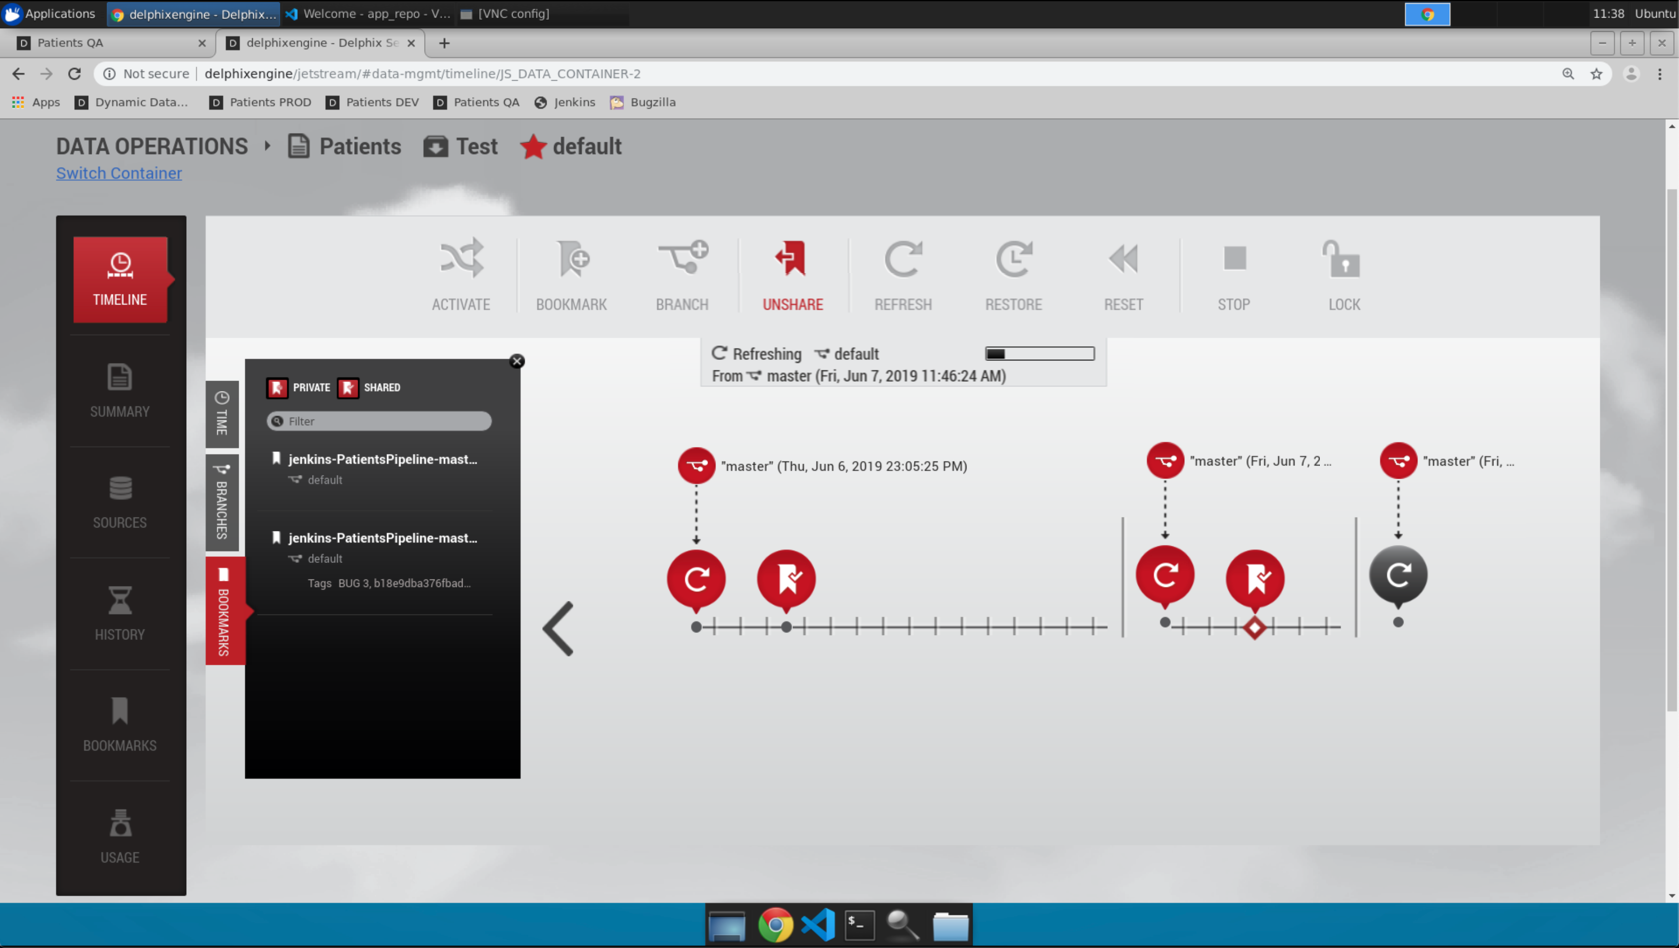 Applications delphixengine - Delphix... Welcome - app_repo - V... [VNC config] 11:38 Ubuntu
Patients QA delphixengine - Delphix Se
Not secure delphixengine/jetstream/#data-mgmt/timeline/JS_DATA_CONTAINER-2
Apps Dynamic Data... Patients PROD Patients DEV Patients QA Jenkins Bugzilla
DATA OPERATIONS Patients Test default
Switch Container
TIMELINE
SUMMARY
SOURCES
HISTORY
BOOKMARKS
USAGE
ACTIVATE BOOKMARK BRANCH UNSHARE REFRESH RESTORE RESET STOP LOCK
Refreshing default
From master (Fri, Jun 7, 2019 11:46:24 AM)
TIME
BRANCHES
BOOKMARKS
PRIVATE SHARED
Filter
jenkins-PatientsPipeline-mast...
default
jenkins-PatientsPipeline-mast...
default
Tags BUG 3, b18e9dba376fbad...
"master" (Thu, Jun 6, 2019 23:05:25 PM)
"master" (Fri, Jun 7, 2 ...
"master" (Fri, ...